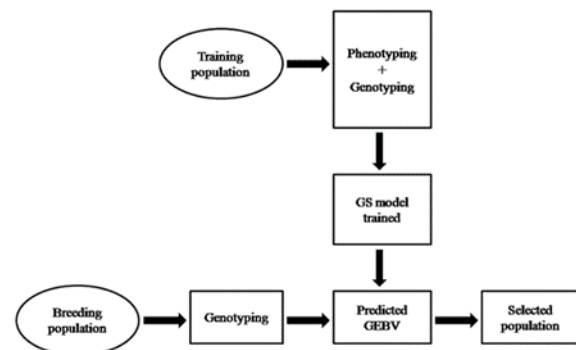 Training
population
Phenotyping
+
Genotyping
GS model
trained
Breeding
population
Genotyping
Predicted
GEBV
Selected
population